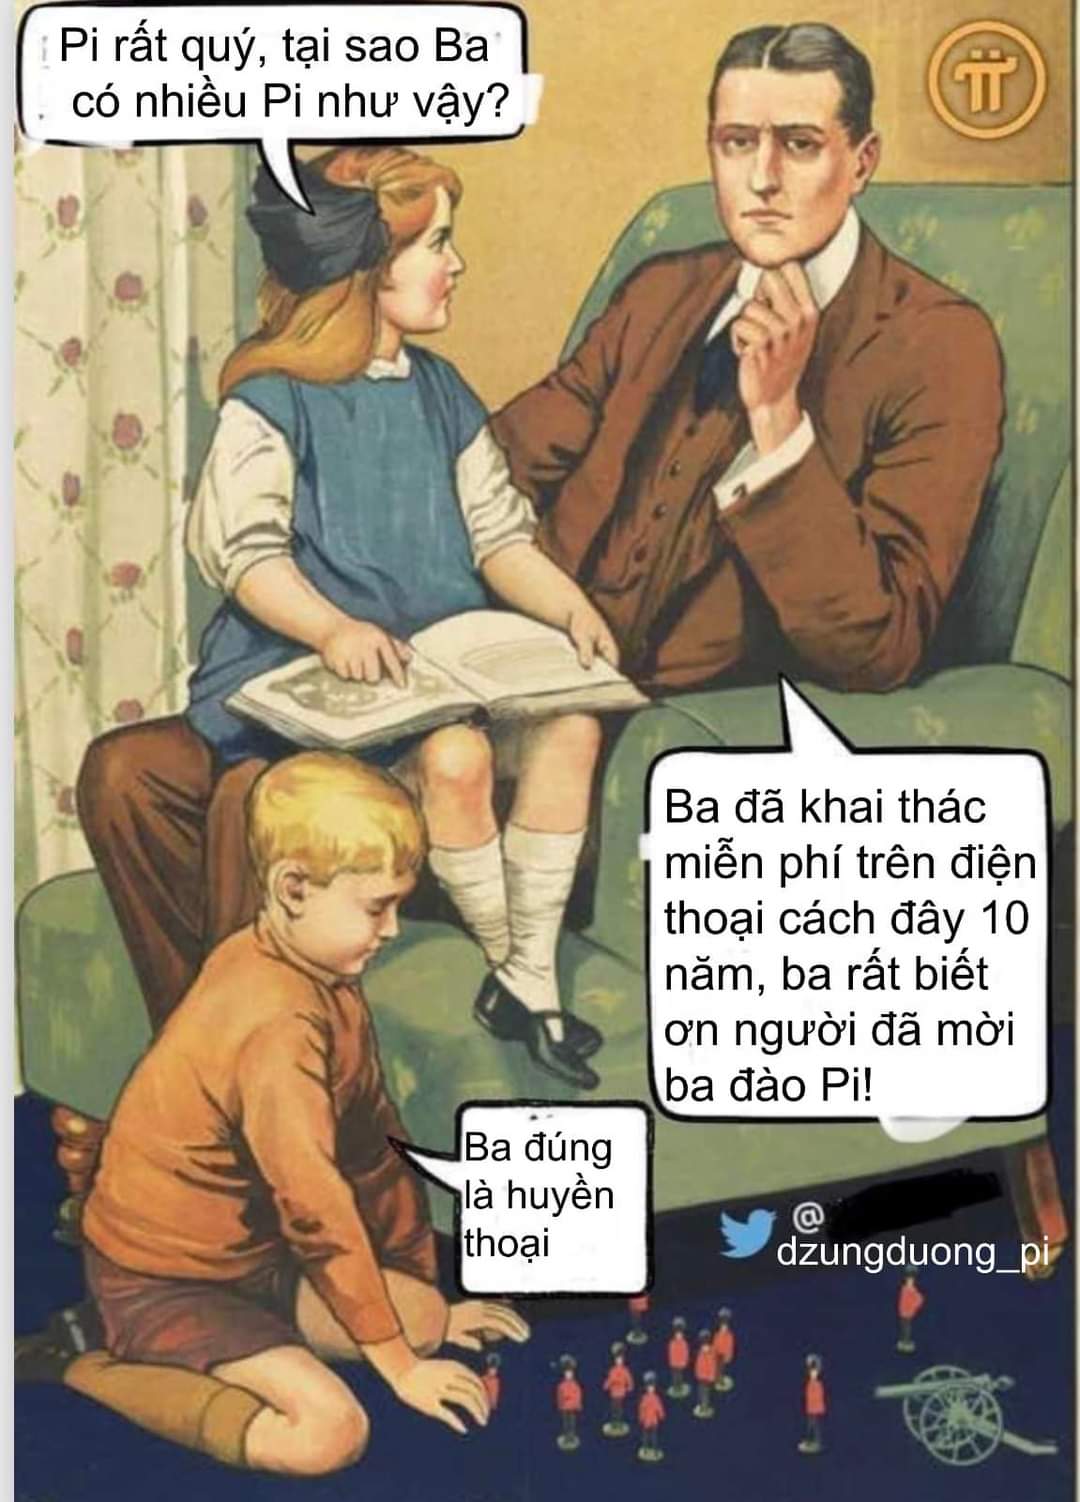 Pi rất quý, tại sao Ba
có nhiều Pi như vậy?
Ba đã khai thác
miễn phí trên điện
thoại cách đây 10
năm, ba rất biết
ơn người đã mời
ba đào Pi!
Ba đúng
là huyền
thoại
@
dzungduong_pi